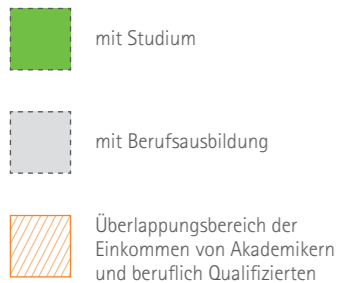 mit Studium
mit Berufsausbildung
Überlappungsbereich der
Einkommen von Akademikern
und beruflich Qualifizierten